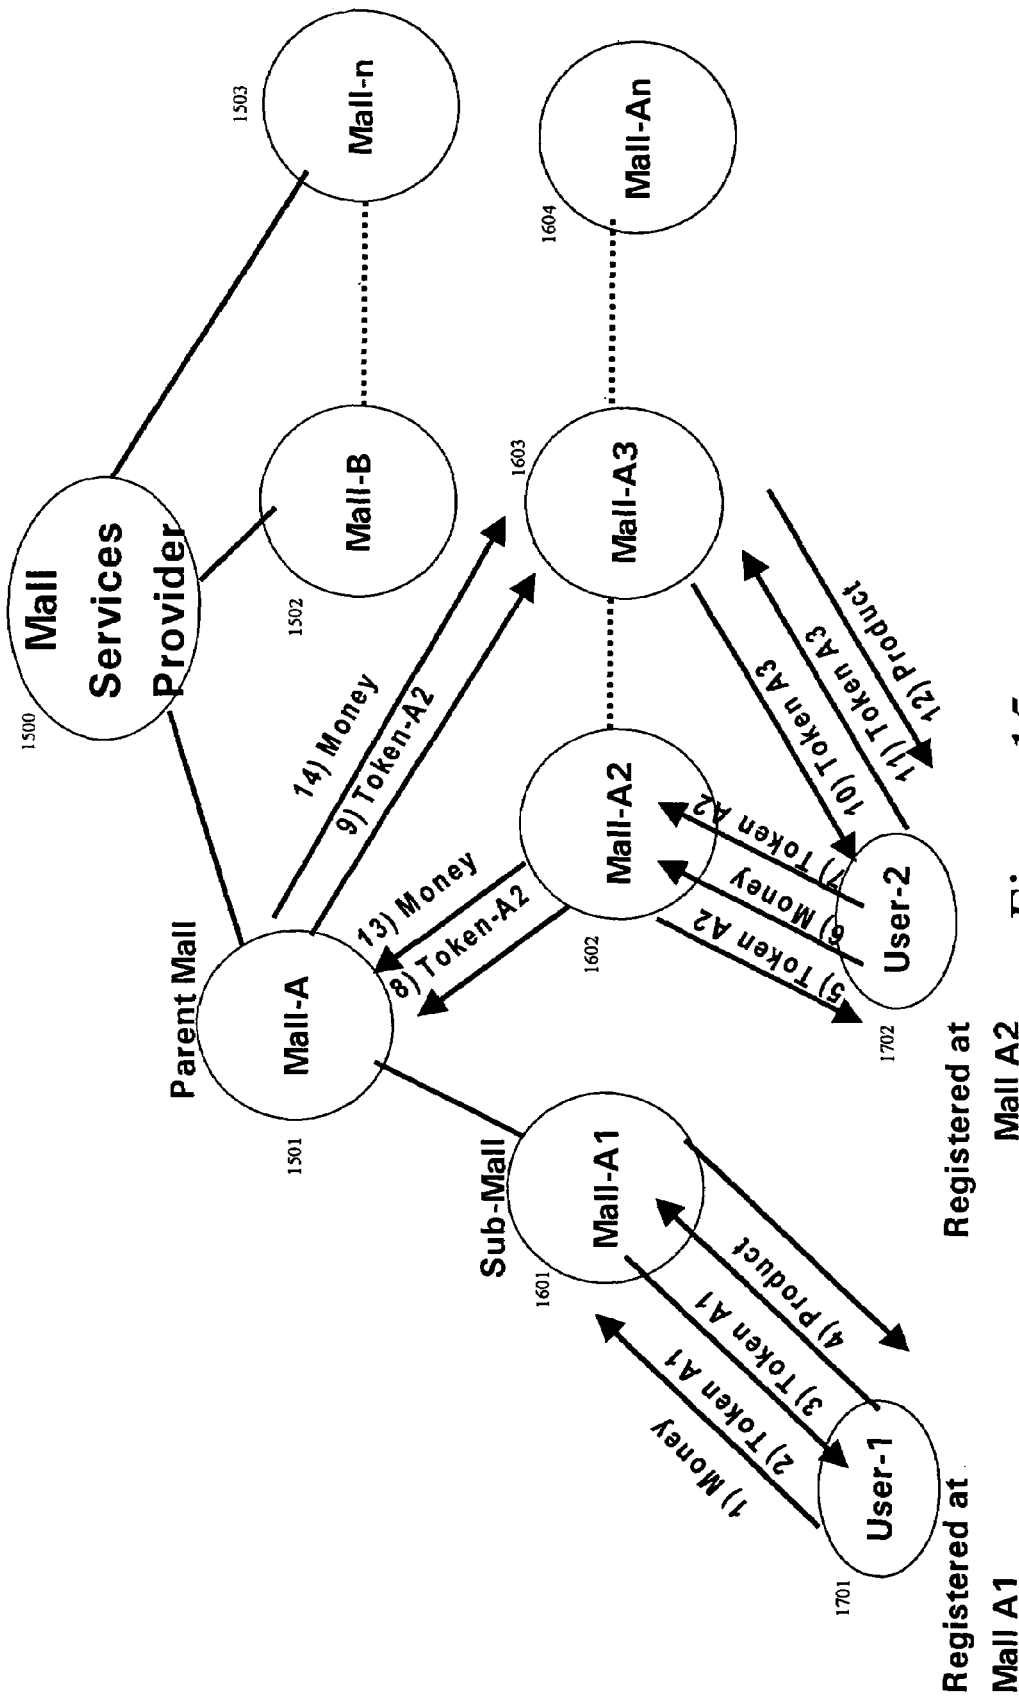 1500
Mall
Services
Provider
1503
Mall-n
1502
Mall-B
Parent Mall
1501
Mall-A
14) Money
9) Token-A2
13) Money
8) Token-A2
Sub-Mall
1601
Mall-A1
1602
Mall-A2
1603
Mall-A3
1604
Mall-An
1) Money
2) Token A1
3) Token A1
4) Product
5) Token A2
6) Money
7) Token A2
10) Token A3
11) Token A3
12) Product
1701
User-1
Registered at
Mall A1
1702
User-2
Registered at
Mall A2